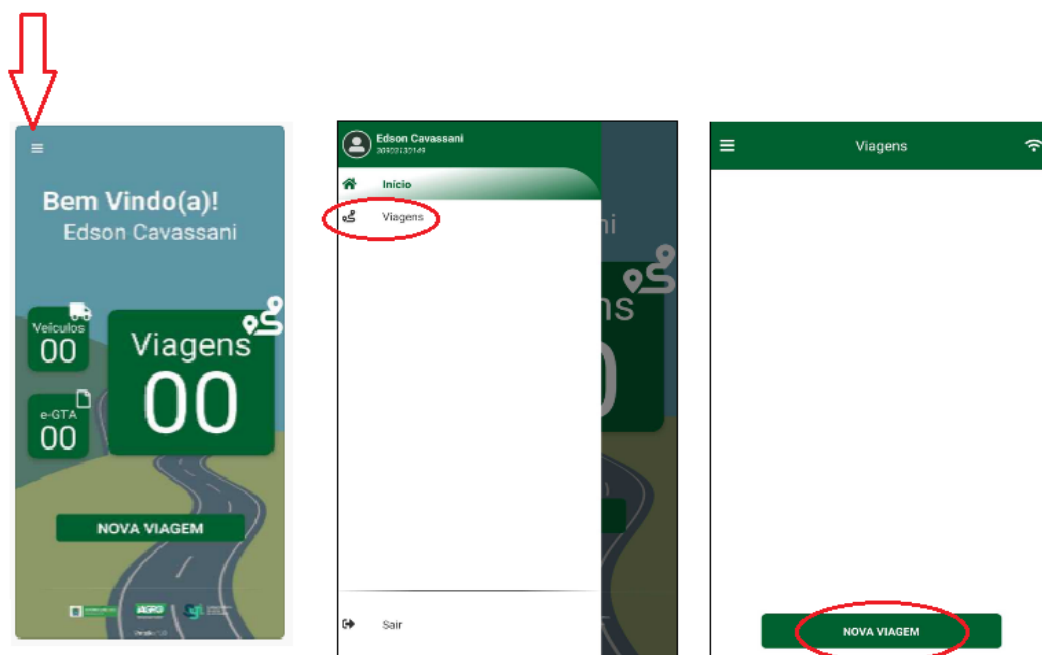 Bem Vindo(a)!
Edson Cavassani
Veículos
00
Viagens
00
e-GTA
00
NOVA VIAGEM
Edson Cavassani
Início
Viagens
Sair
Viagens
NOVA VIAGEM